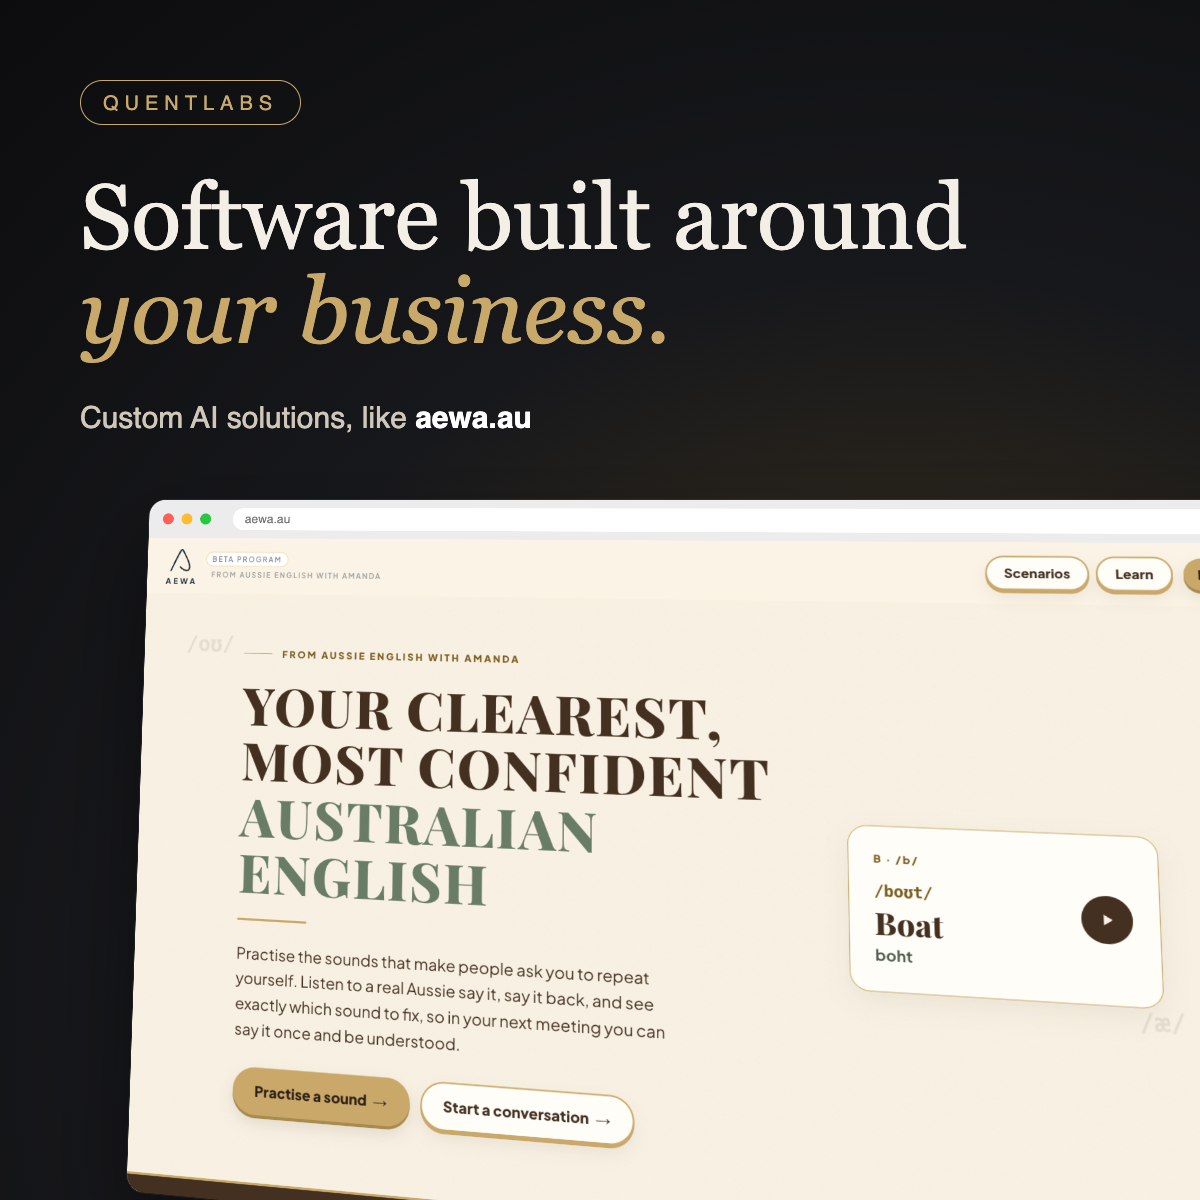 QUENTLABS
Software built around
your business.
Custom AI solutions, like aewa.au
aewa.au
AEWA
BETA PROGRAM
FROM AUSSIE ENGLISH WITH AMANDA
Scenarios
Learn
/oʊ/
FROM AUSSIE ENGLISH WITH AMANDA
YOUR CLEAREST,
MOST CONFIDENT
AUSTRALIAN
ENGLISH
Practise the sounds that make people ask you to repeat
yourself. Listen to a real Aussie say it, say it back, and see
exactly which sound to fix, so in your next meeting you can
say it once and be understood.
Practise a sound →
Start a conversation →
B · /b/
/boʊt/
Boat
boht
/æ/